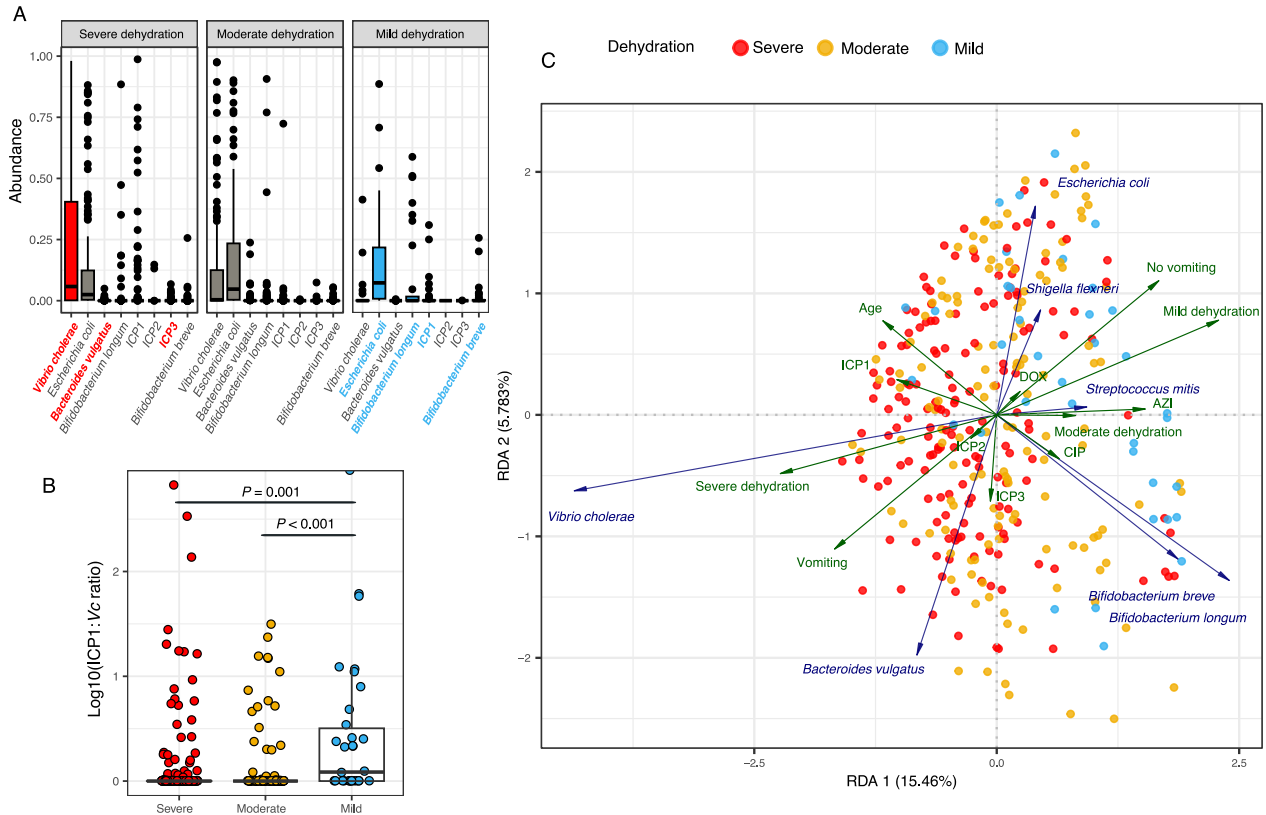 A
Severe dehydration
Moderate dehydration
Mild dehydration
Abundance
1.00
0.75
0.50
0.25
0.00
Vibrio cholerae
Escherichia coli
Bacteroides vulgatus
Bifidobacterium longum
ICP1
ICP2
ICP3
Bifidobacterium breve
Vibrio cholerae
Escherichia coli
Bacteroides vulgatus
Bifidobacterium longum
ICP1
ICP2
ICP3
Bifidobacterium breve
Vibrio cholerae
Escherichia coli
Bacteroides vulgatus
Bifidobacterium longum
ICP1
ICP2
ICP3
Bifidobacterium breve
B
P = 0.001
P < 0.001
Log10(ICP1: Vc ratio)
2
1
0
Severe
Moderate
Mild
Dehydration
Severe
Moderate
Mild
C
RDA 2 (5.783%)
2
1
0
−1
−2
Escherichia coli
No vomiting
Shigella flexneri
Mild dehydration
Age
ICP1
DOX
Streptococcus mitis
AZI
Moderate dehydration
ICP2
CIP
Severe dehydration
ICP3
Vibrio cholerae
Vomiting
Bifidobacterium breve
Bifidobacterium longum
Bacteroides vulgatus
−2.5
0.0
2.5
RDA 1 (15.46%)